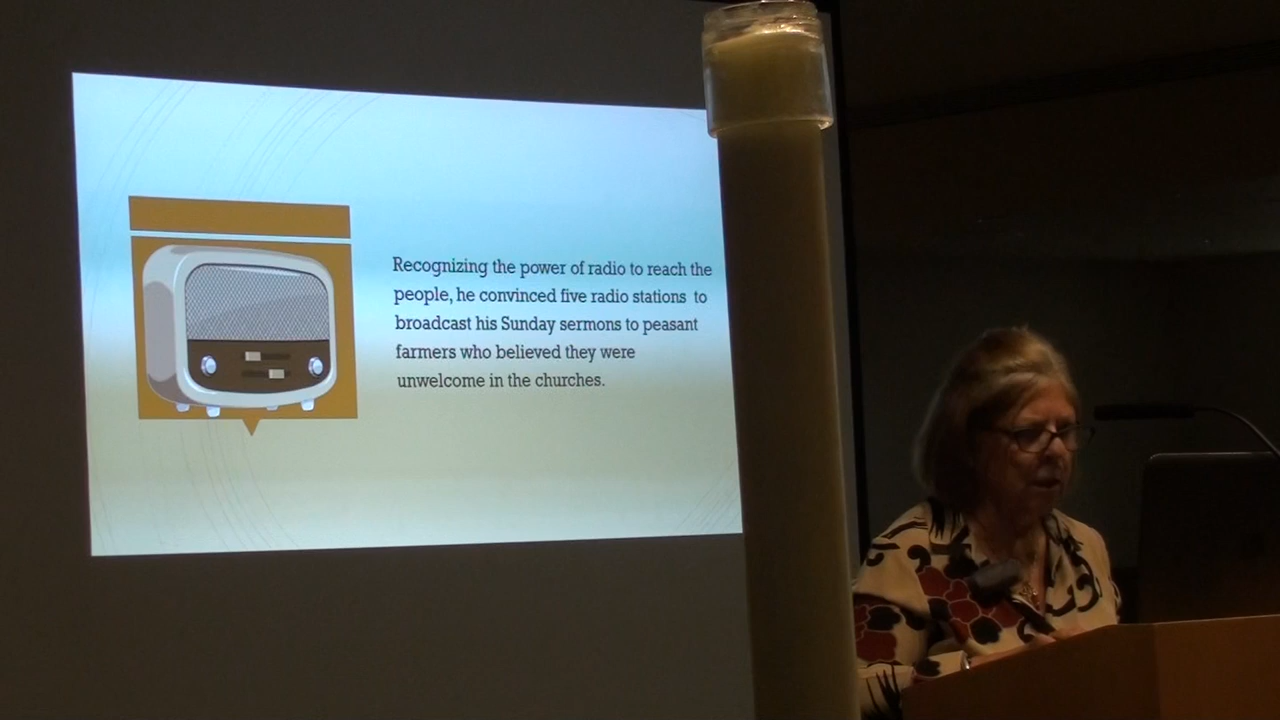 Recognizing the power of radio to reach the
people, he convinced five radio stations to
broadcast his Sunday sermons to peasant
farmers who believed they were
unwelcome in the churches.